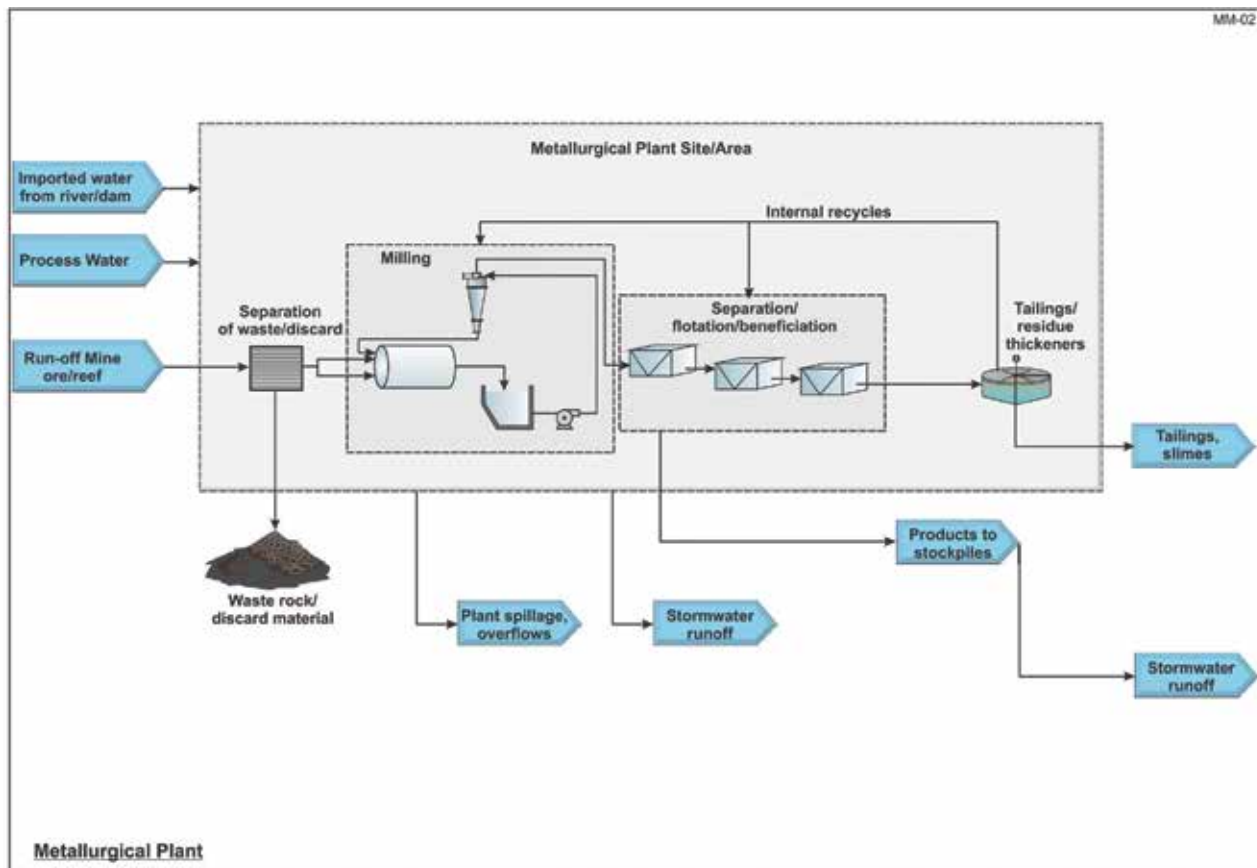 MM-02
Metallurgical Plant Site/Area
Imported water
from river/dam
Internal recycles
Process Water
Milling
Separation
of waste/discard
Separation/
flotation/beneficiation
Tailings/
residue
thickeners
Run-off Mine
ore/reef
Tailings,
slimes
Products to
stockpiles
Waste rock/
discard material
Plant spillage,
overflows
Stormwater
runoff
Stormwater
runoff
Metallurgical Plant